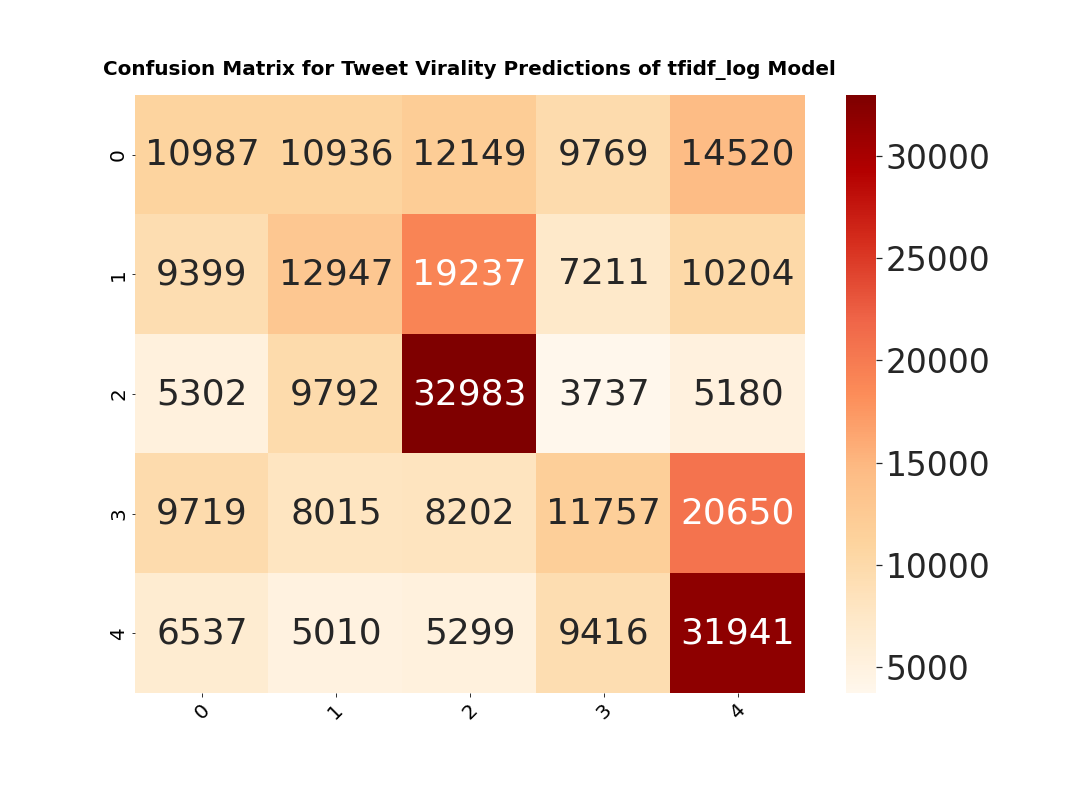 Confusion Matrix for Tweet Virality Predictions of tfidf_log Model
0 10987 10936 12149 9769 14520
1 9399 12947 19237 7211 10204
2 5302 9792 32983 3737 5180
3 9719 8015 8202 11757 20650
4 6537 5010 5299 9416 31941
0 1 2 3 4
30000
25000
20000
15000
10000
5000